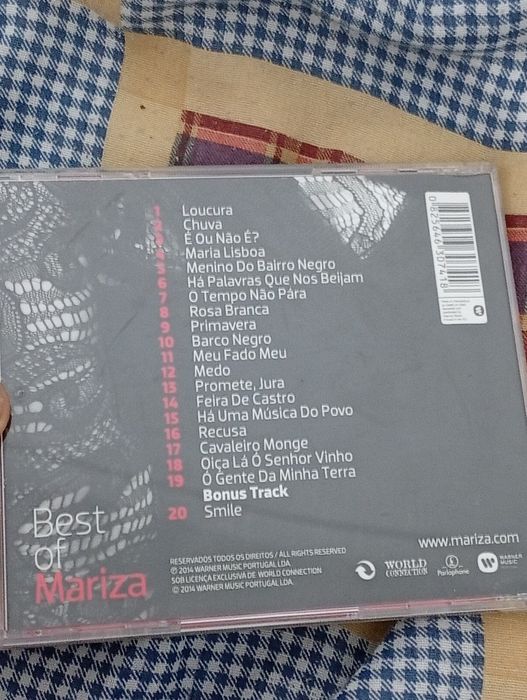 1 Loucura
2 Chuva
3 É Ou Não É?
4 Maria Lisboa
5 Menino Do Bairro Negro
6 Há Palavras Que Nos Beijam
7 O Tempo Não Pára
8 Rosa Branca
9 Primavera
10 Barco Negro
11 Meu Fado Meu
12 Medo
13 Promete, Jura
14 Feira De Castro
15 Há Uma Música Do Povo
16 Recusa
17 Cavaleiro Monge
18 Oiça Lá Ó Senhor Vinho
19 Ó Gente Da Minha Terra
Bonus Track
20 Smile
Best
of
Mariza
RESERVADOS TODOS OS DIREITOS / ALL RIGHTS RESERVED
℗ 2014 WARNER MUSIC PORTUGAL LDA.
SOB LICENÇA EXCLUSIVA DE WORLD CONNECTION
© 2014 WARNER MUSIC PORTUGAL LDA.
www.mariza.com
WORLD
CONNECTION
Parlophone
WARNER
MUSIC
0825646307418